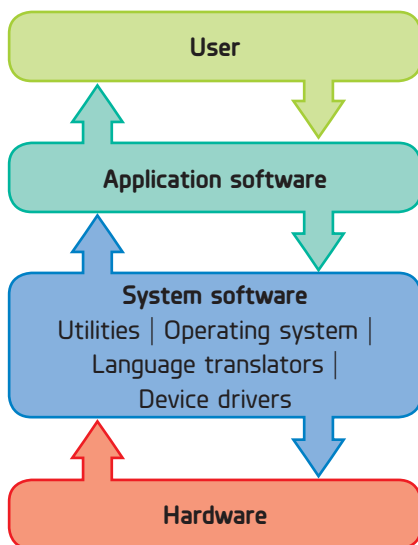 User
Application software
System software
Utilities | Operating system |
Language translators |
Device drivers
Hardware